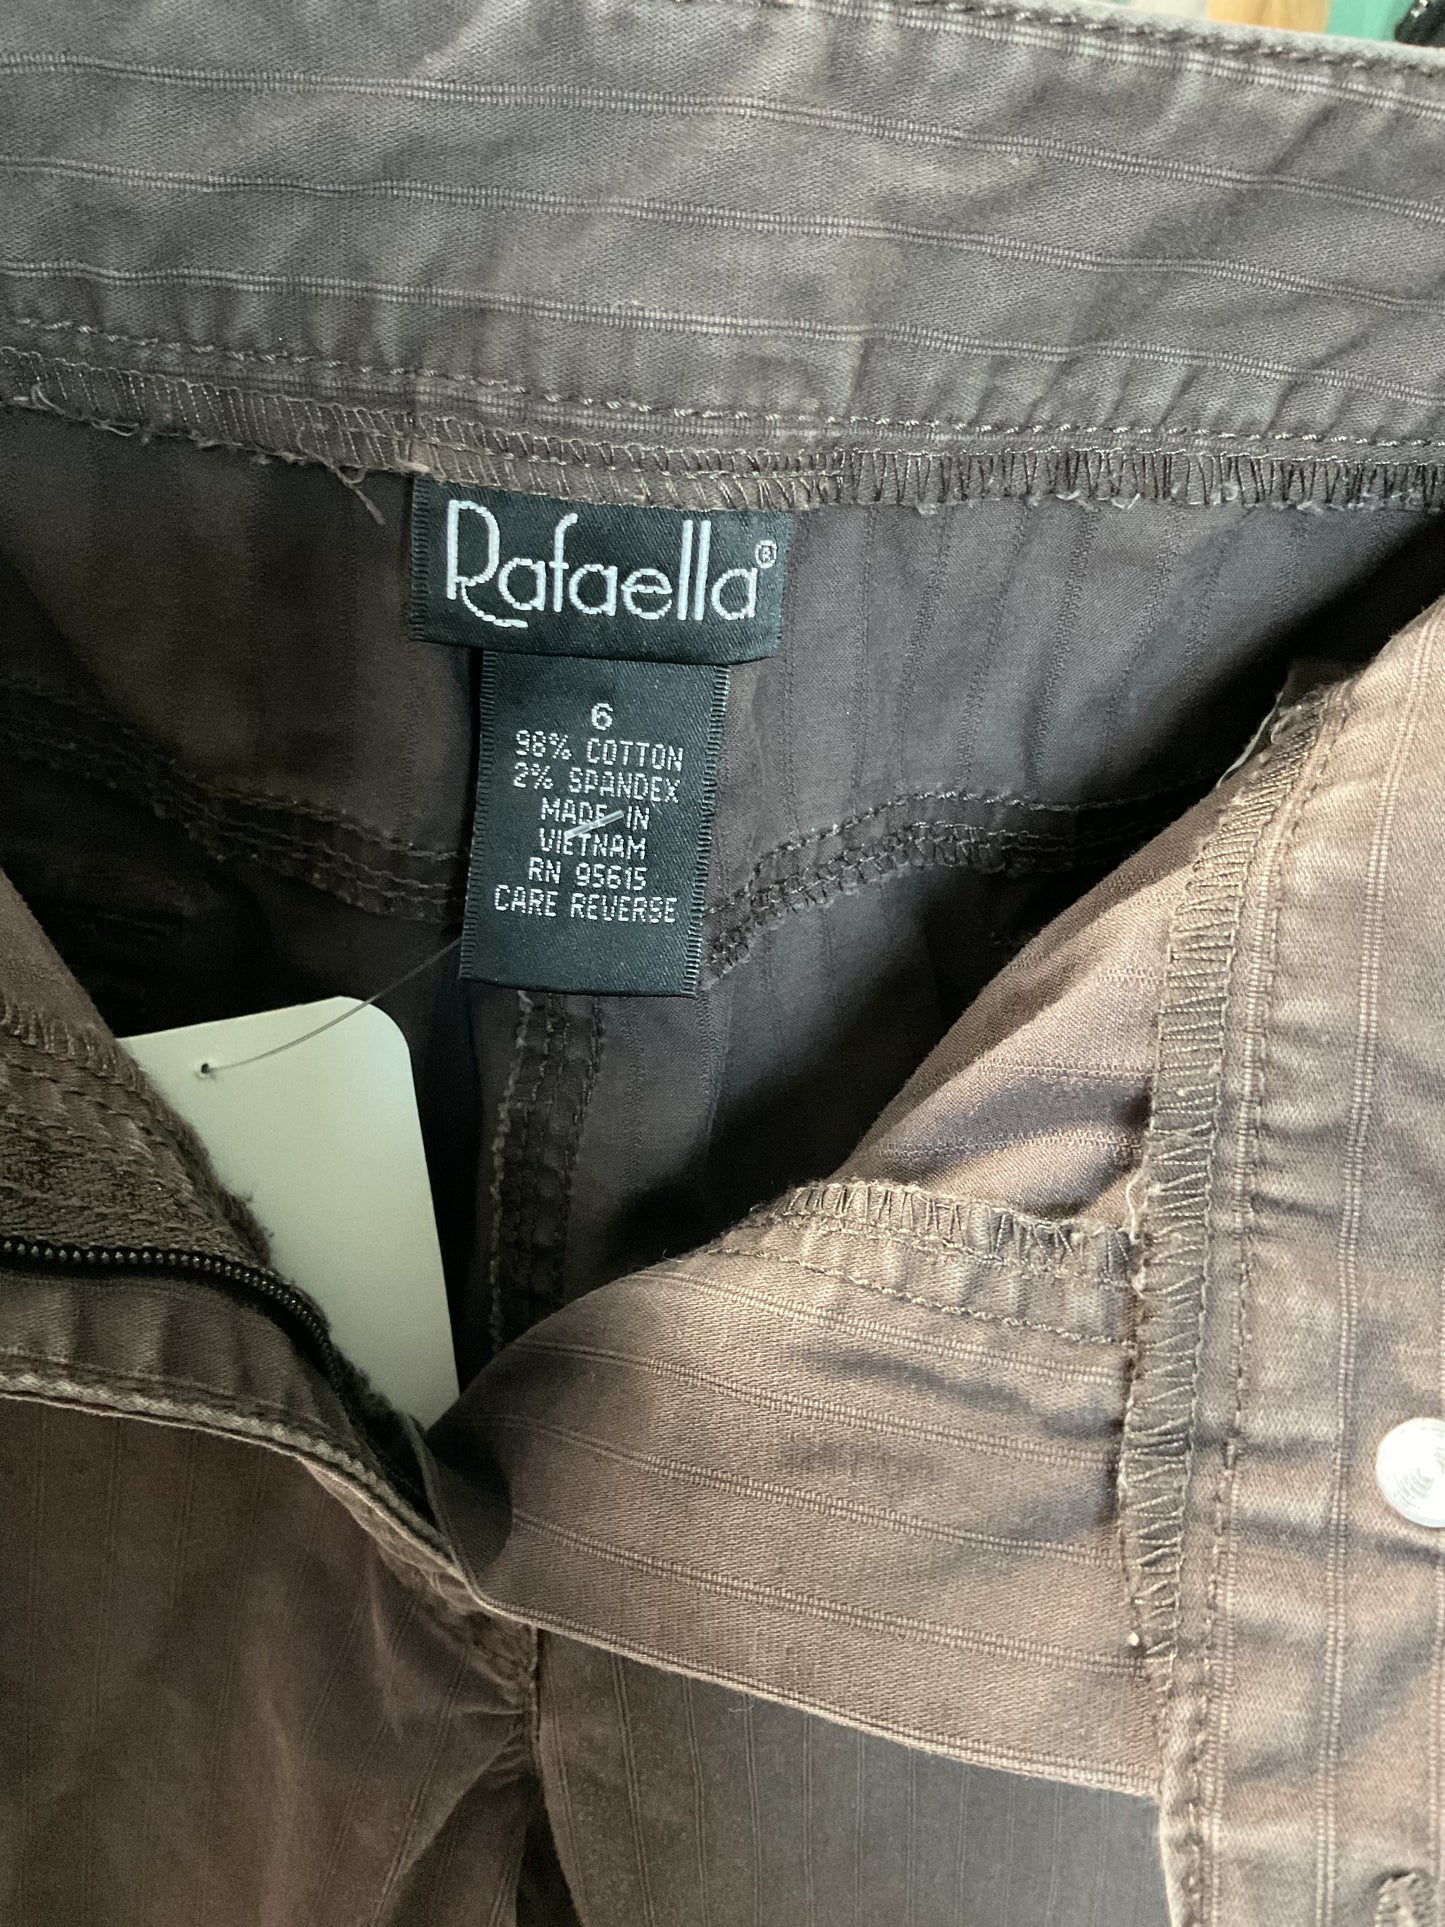 Rafaella®
6
98% COTTON
2% SPANDEX
MADE IN
VIETNAM
RN 95615
CARE REVERSE